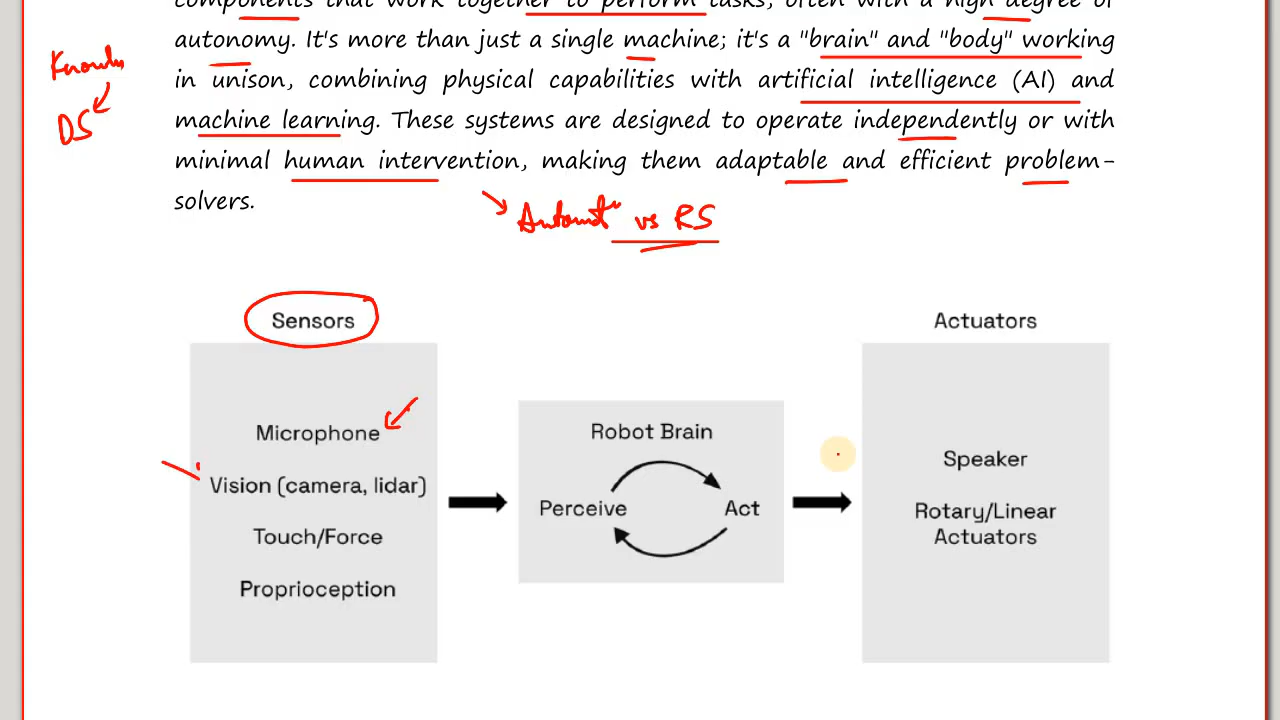 components that work together to perform tasks, often with a high degree of
autonomy. It's more than just a single machine; it's a "brain" and "body" working
in unison, combining physical capabilities with artificial intelligence (AI) and
machine learning. These systems are designed to operate independently or with
minimal human intervention, making them adaptable and efficient problem-
solvers.
DS
vs RS
Sensors
Microphone
Vision (camera, lidar)
Touch/Force
Proprioception
Robot Brain
Perceive
Act
Actuators
Speaker
Rotary/Linear
Actuators